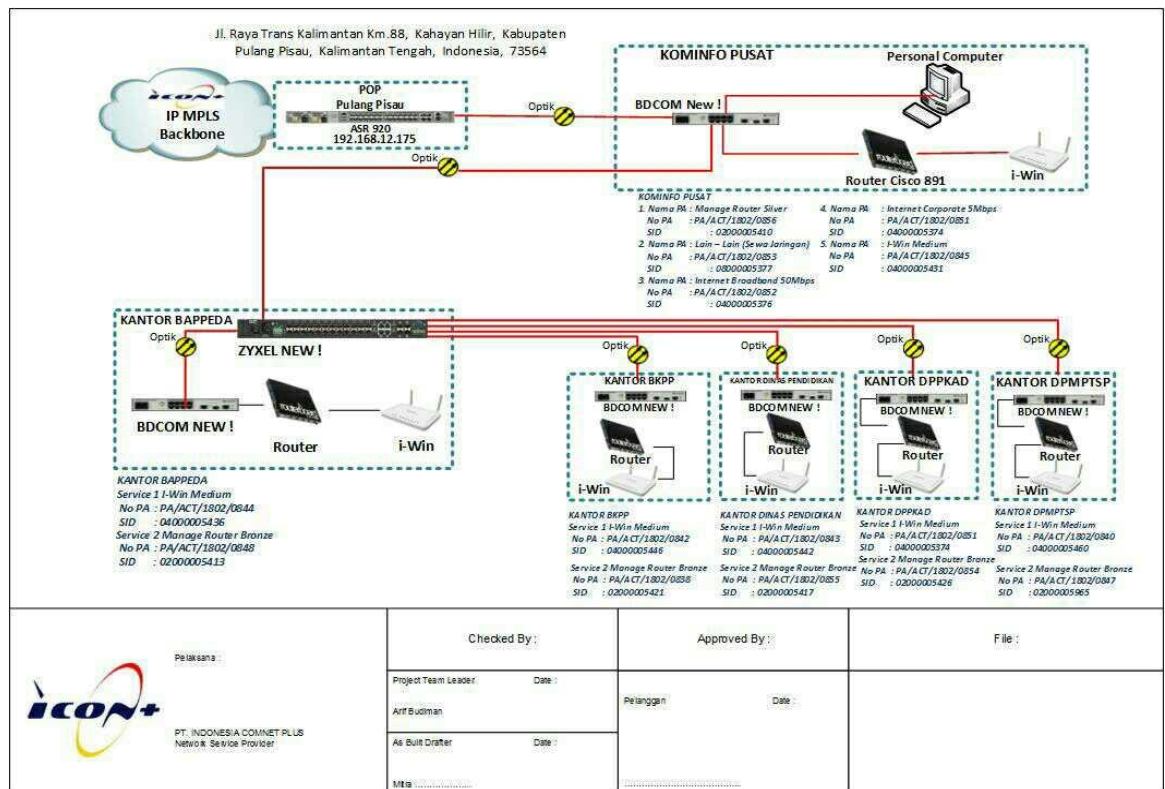 Jl. Raya Trans Kalimantan Km.88, Kahayan Hilir, Kabupaten
Pulang Pisau, Kalimantan Tengah, Indonesia, 73564
icon+
IP MPLS
Backbone
POP
Pulang Pisau
ASR 920
192.168.12.175
Optik
Optik
KOMINFO PUSAT
Personal Computer
BDCOM New !
Router Cisco 891
i-Win
KOMINFO PUSAT
1. Nama PA : Manage Router Silver
No PA : PA/ACT/1802/0856
SID : 02000005410
2. Nama PA : Lain – Lain (Sewa Jaringan)
No PA : PA/ACT/1802/0853
SID : 08000005377
3. Nama PA : Internet Broadband 50Mbps
No PA : PA/ACT/1802/0852
SID : 04000005376
4. Nama PA : Internet Corporate 5Mbps
No PA : PA/ACT/1802/0851
SID : 04000005374
5. Nama PA : I-Win Medium
No PA : PA/ACT/1802/0845
SID : 04000005431
KANTOR BAPPEDA
Optik
ZYXEL NEW !
BDCOM NEW !
Router
i-Win
KANTOR BAPPEDA
Service 1 I-Win Medium
No PA : PA/ACT/1802/0844
SID : 04000005436
Service 2 Manage Router Bronze
No PA : PA/ACT/1802/0848
SID : 02000005413
Optik
KANTOR BKPP
BDCOM NEW !
Router
i-Win
KANTOR BKPP
Service 1 I-Win Medium
No PA : PA/ACT/1802/0842
SID : 04000005446
Service 2 Manage Router Bronze
No PA : PA/ACT/1802/0838
SID : 02000005421
Optik
KANTOR DINAS PENDIDIKAN
BDCOM NEW !
Router
i-Win
KANTOR DINAS PENDIDIKAN
Service 1 I-Win Medium
No PA : PA/ACT/1802/0843
SID : 04000005442
Service 2 Manage Router Bronze
No PA : PA/ACT/1802/0855
SID : 02000005417
Optik
KANTOR DPPKAD
BDCOM NEW !
Router
i-Win
KANTOR DPPKAD
Service 1 I-Win Medium
No PA : PA/ACT/1802/0851
SID : 04000005374
Service 2 Manage Router Bronze
No PA : PA/ACT/1802/0854
SID : 02000005426
Optik
KANTOR DPMPTSP
BDCOM NEW !
Router
i-Win
KANTOR DPMPTSP
Service 1 I-Win Medium
No PA : PA/ACT/1802/0840
SID : 04000005460
Service 2 Manage Router Bronze
No PA : PA/ACT/1802/0847
SID : 02000005965
icon+
Pelaksana :
PT. INDONESIA COMNET PLUS
Network Service Provider
Checked By :
Project Team Leader Date :
Arif Budiman
As Built Drafter Date :
Mitra ....................
Approved By :
Pelanggan Date :
........................................
File :